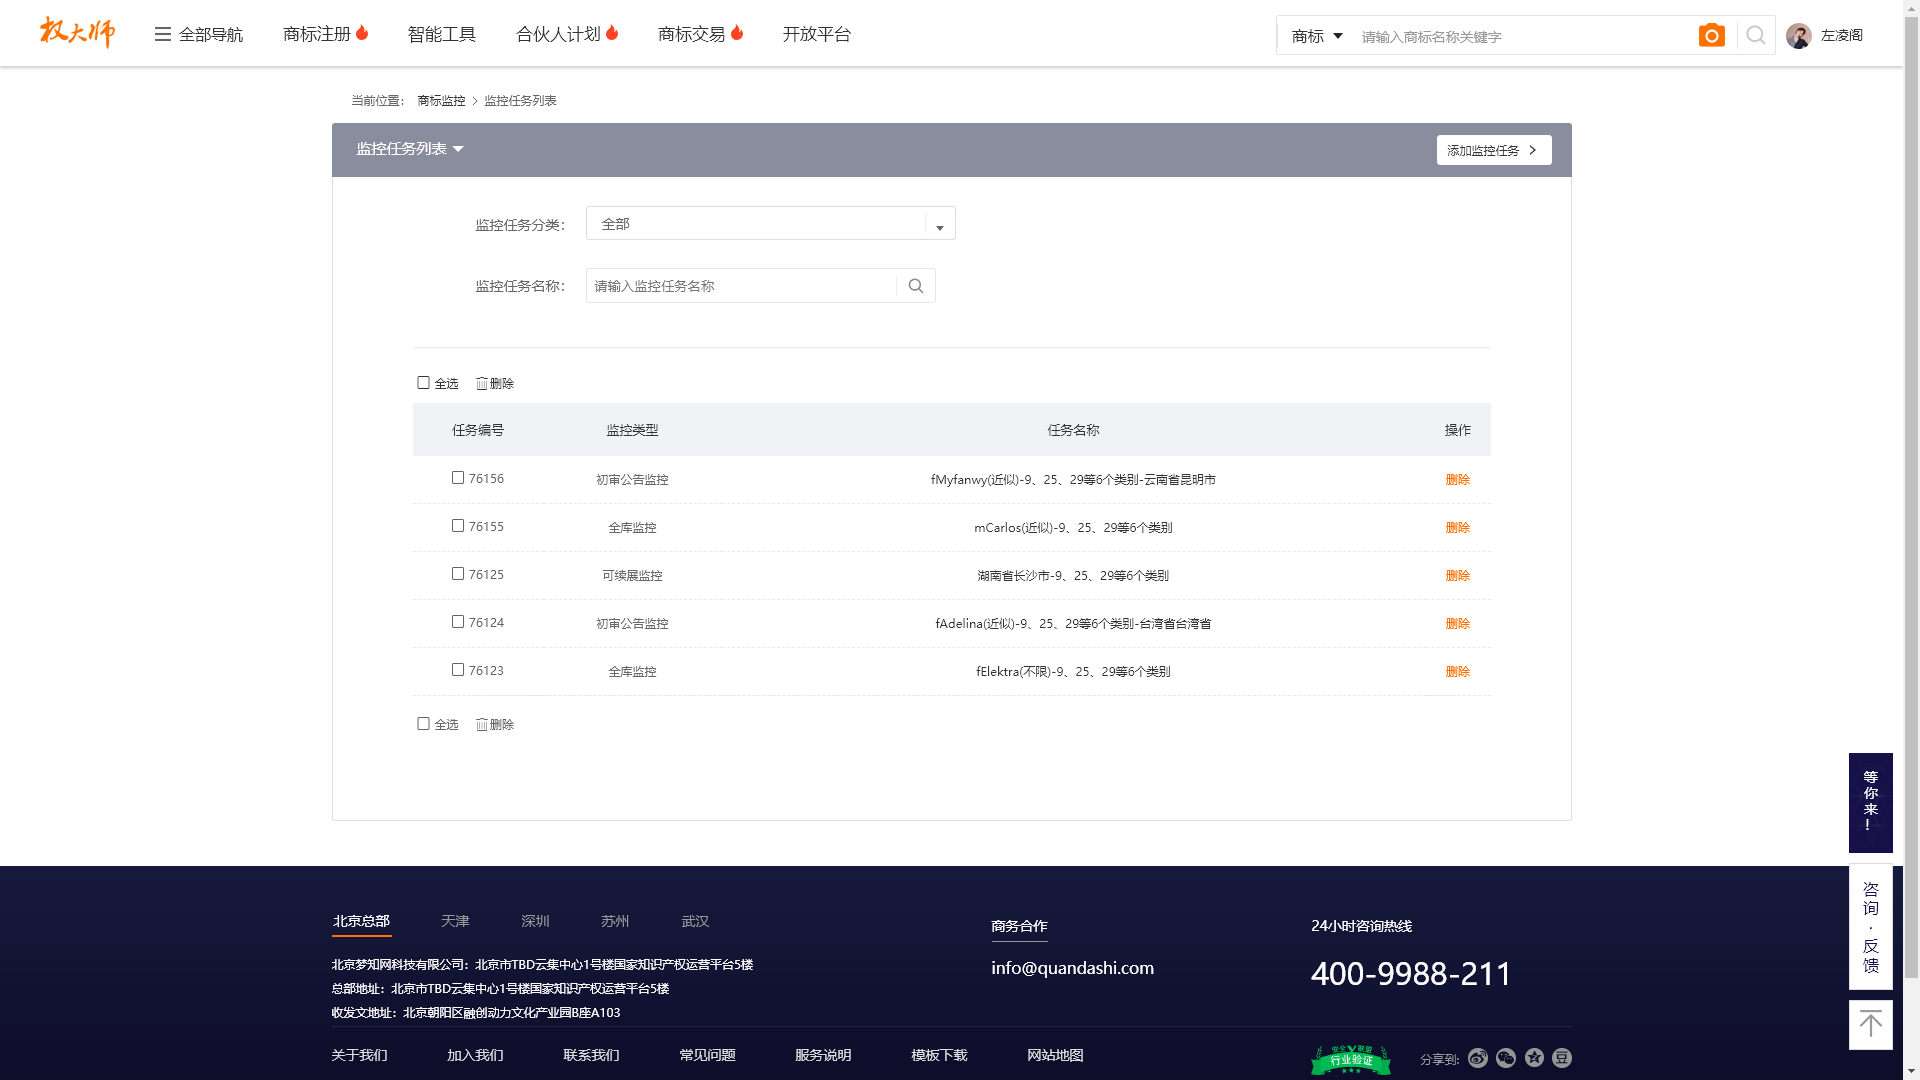 权大师 全部导航 商标注册 智能工具 合伙人计划 商标交易 开放平台 商标 请输入商标名称关键字 左凌阁
当前位置： 商标监控 > 监控任务列表
监控任务列表 添加监控任务 >
监控任务分类： 全部
监控任务名称： 请输入监控任务名称
全选 删除
任务编号 监控类型 任务名称 操作
76156 初审公告监控 fMyfanwy(近似)-9、25、29等6个类别-云南省昆明市 删除
76155 全库监控 mCarlos(近似)-9、25、29等6个类别 删除
76125 可续展监控 湖南省长沙市-9、25、29等6个类别 删除
76124 初审公告监控 fAdelina(近似)-9、25、29等6个类别-台湾省台湾省 删除
76123 全库监控 fElektra(不限)-9、25、29等6个类别 删除
全选 删除
等你来！
咨询·反馈
北京总部 天津 深圳 苏州 武汉
北京梦知网科技有限公司：北京市TBD云集中心1号楼国家知识产权运营平台5楼
总部地址：北京市TBD云集中心1号楼国家知识产权运营平台5楼
收发文地址：北京朝阳区融创动力文化产业园B座A103
商务合作
info@quandashi.com
24小时咨询热线
400-9988-211
关于我们 加入我们 联系我们 常见问题 服务说明 模板下载 网站地图
安全联盟
行业验证
分享到: